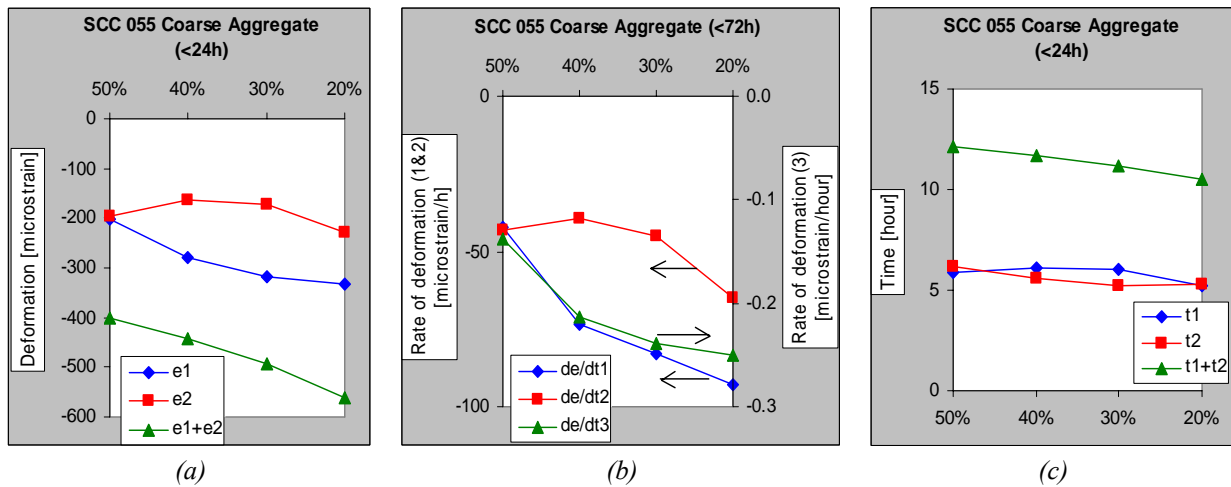 SCC 055 Coarse Aggregate
(<24h)
50% 40% 30% 20%
0
-100
-200
-300
-400
-500
-600
Deformation [microstrain]
e1
e2
e1+e2
(a)
SCC 055 Coarse Aggregate (<72h)
50% 40% 30% 20%
0
-50
-100
Rate of deformation (1&2)
[microstrain/h]
0.0
-0.1
-0.2
-0.3
Rate of deformation (3)
[microstrain/hour]
de/dt1
de/dt2
de/dt3
(b)
SCC 055 Coarse Aggregate
(<24h)
15
10
5
0
Time [hour]
t1
t2
t1+t2
50% 40% 30% 20%
(c)